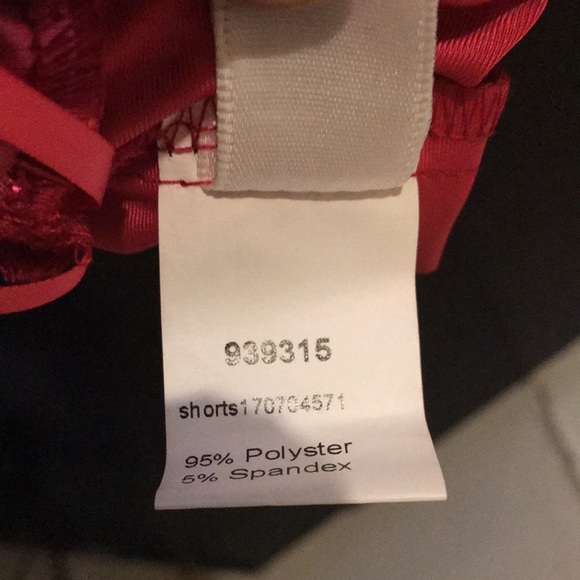 939315
shorts170704571
95% Polyster
5% Spandex